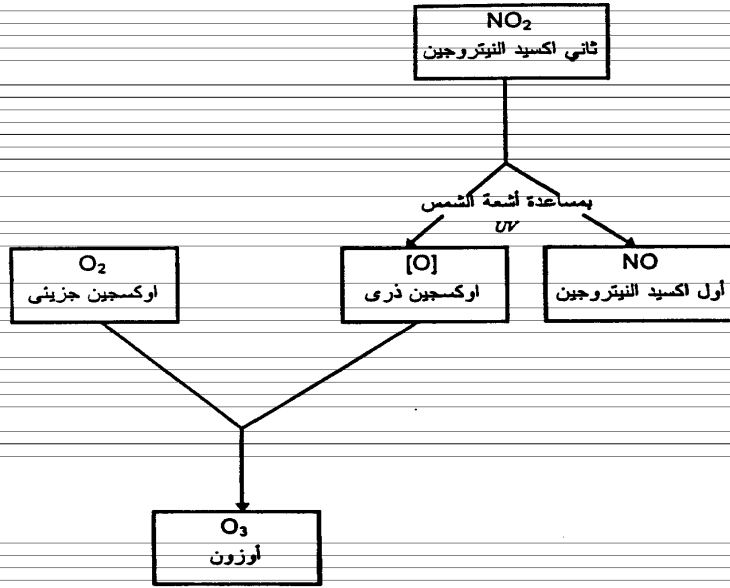 NO₂
ثاني اكسيد النيتروجين
بمساعدة أشعة الشمس
UV
NO
أول اكسيد النيتروجين
[O]
اوكسجين ذرى
O₂
اوكسجين جزيئى
O₃
أوزون